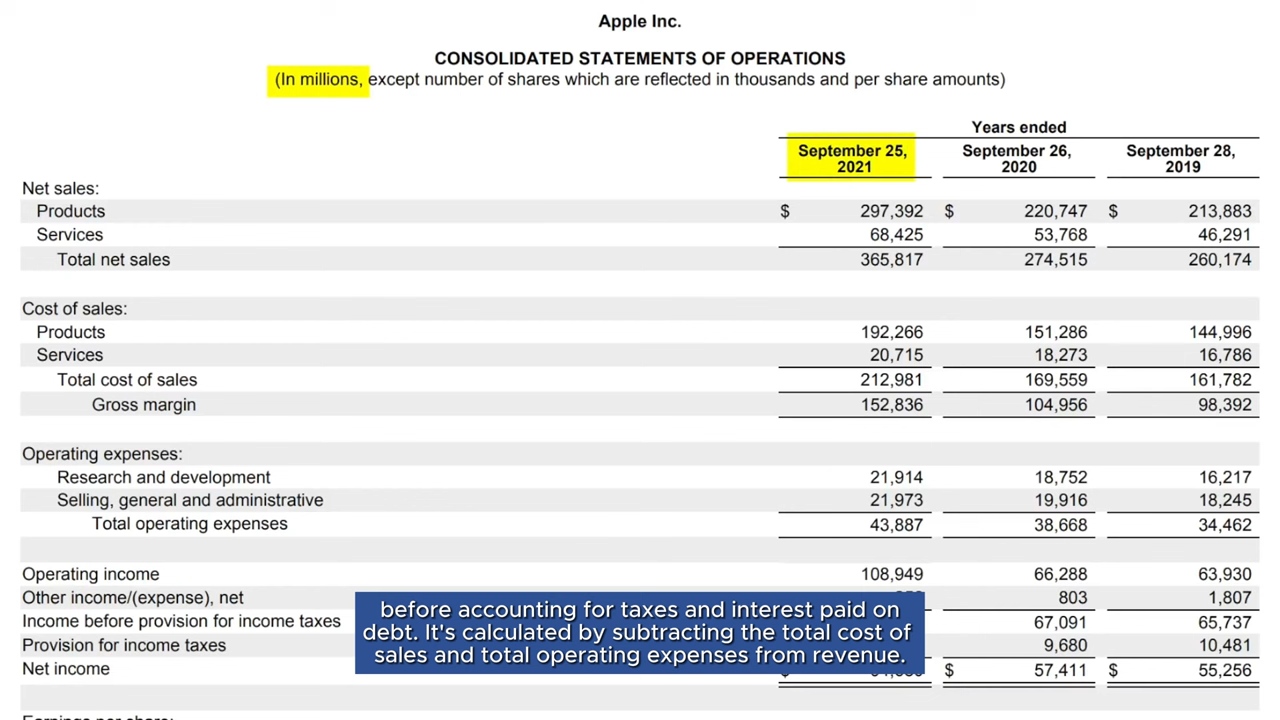 Apple Inc.
CONSOLIDATED STATEMENTS OF OPERATIONS
(In millions, except number of shares which are reflected in thousands and per share amounts)
Years ended
September 25, 2021 September 26, 2020 September 28, 2019
Net sales:
Products $ 297,392 $ 220,747 $ 213,883
Services 68,425 53,768 46,291
Total net sales 365,817 274,515 260,174
Cost of sales:
Products 192,266 151,286 144,996
Services 20,715 18,273 16,786
Total cost of sales 212,981 169,559 161,782
Gross margin 152,836 104,956 98,392
Operating expenses:
Research and development 21,914 18,752 16,217
Selling, general and administrative 21,973 19,916 18,245
Total operating expenses 43,887 38,668 34,462
Operating income 108,949 66,288 63,930
Other income/(expense), net 803 1,807
Income before provision for income taxes 67,091 65,737
Provision for income taxes 9,680 10,481
Net income $ 57,411 $ 55,256
before accounting for taxes and interest paid on
debt. It's calculated by subtracting the total cost of
sales and total operating expenses from revenue.